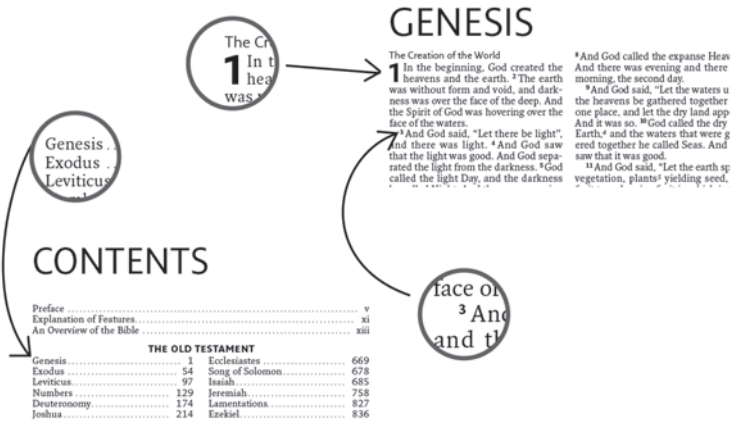 GENESIS
The Cr
1 In t
hea
was
The Creation of the World
1 In the beginning, God created the
heavens and the earth. ² The earth
was without form and void, and dark-
ness was over the face of the deep. And
the Spirit of God was hovering over the
face of the waters.
³ And God said, “Let there be light”,
and there was light. ⁴ And God saw
that the light was good. And God sepa-
rated the light from the darkness. ⁵ God
called the light Day, and the darkness
⁸ And God called the expanse Heav
And there was evening and there
morning, the second day.
⁹ And God said, “Let the waters u
the heavens be gathered together
one place, and let the dry land app
And it was so. ¹⁰ God called the dry
Earth, and the waters that were g
ered together he called Seas. And
saw that it was good.
¹¹ And God said, “Let the earth sp
vegetation, plants yielding seed,
Genesis . .
Exodus .
Leviticus
CONTENTS
Preface ........ v
Explanation of Features ........ xi
An Overview of the Bible ........ xiii
THE OLD TESTAMENT
Genesis ........ 1
Exodus ........ 54
Leviticus ........ 97
Numbers ........ 129
Deuteronomy ........ 174
Joshua ........ 214
Ecclesiastes ........ 669
Song of Solomon ........ 678
Isaiah ........ 685
Jeremiah ........ 758
Lamentations ........ 827
Ezekiel ........ 836
face of
³ And
and th